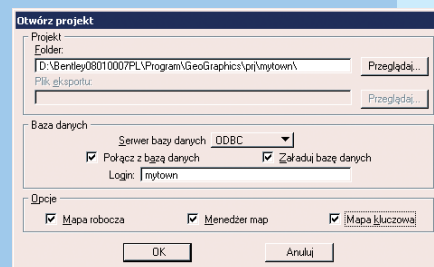 Otwórz projekt
Projekt
Folder:
D:\Bentley08010007PL\Program\GeoGraphics\prj\mytown\
Przeglądaj...
Plik eksportu:
Przeglądaj...
Baza danych
Serwer bazy danych ODBC
Połącz z bazą danych Załaduj bazę danych
Login: mytown
Opcje
Mapa robocza Menedżer map Mapa kluczowa
OK Anuluj